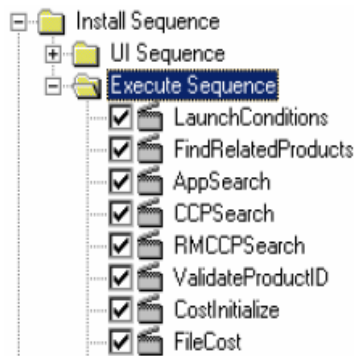 Install Sequence
UI Sequence
Execute Sequence
LaunchConditions
FindRelatedProducts
AppSearch
CCPSearch
RMCCPSearch
ValidateProductID
CostInitialize
FileCost